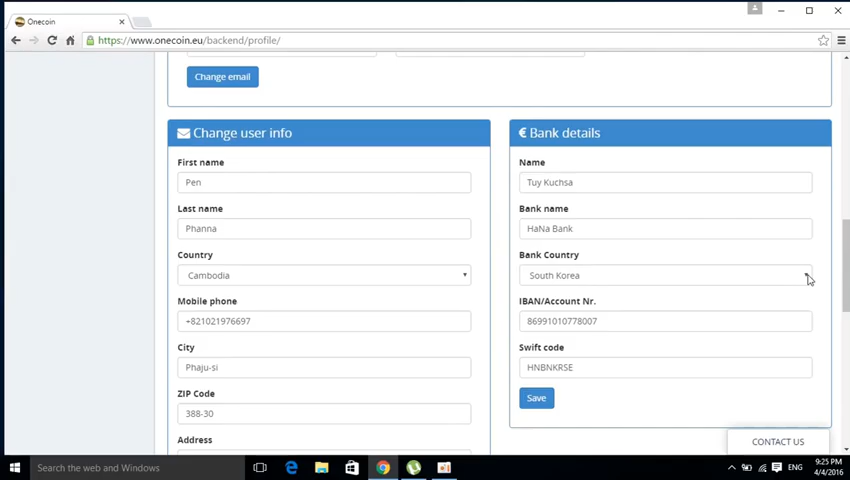 Onecoin
https://www.onecoin.eu/backend/profile/
Change email
Change user info
First name
Pen
Last name
Phanna
Country
Cambodia
Mobile phone
+821021976697
City
Phaju-si
ZIP Code
388-30
Address
€ Bank details
Name
Tuy Kuchsa
Bank name
HaNa Bank
Bank Country
South Korea
IBAN/Account Nr.
86991010778007
Swift code
HNBNKRSE
Save
CONTACT US
Search the web and Windows
ENG
9:25 PM
4/4/2016